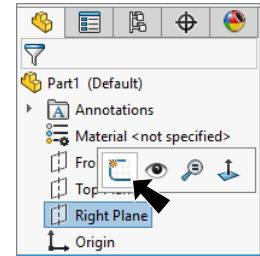 Part1 (Default)
Annotations
Material <not specified>
Fro
Top
Right Plane
Origin